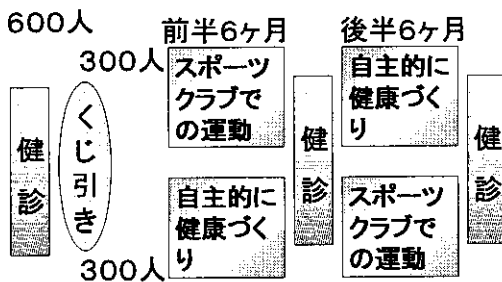 600人
前半6ヶ月
後半6ヶ月
300人
スポーツ
クラブで
の運動
自主的に
健康づく
り
健診
くじ引き
健診
健診
自主的に
健康づく
り
スポーツ
クラブで
の運動
300人